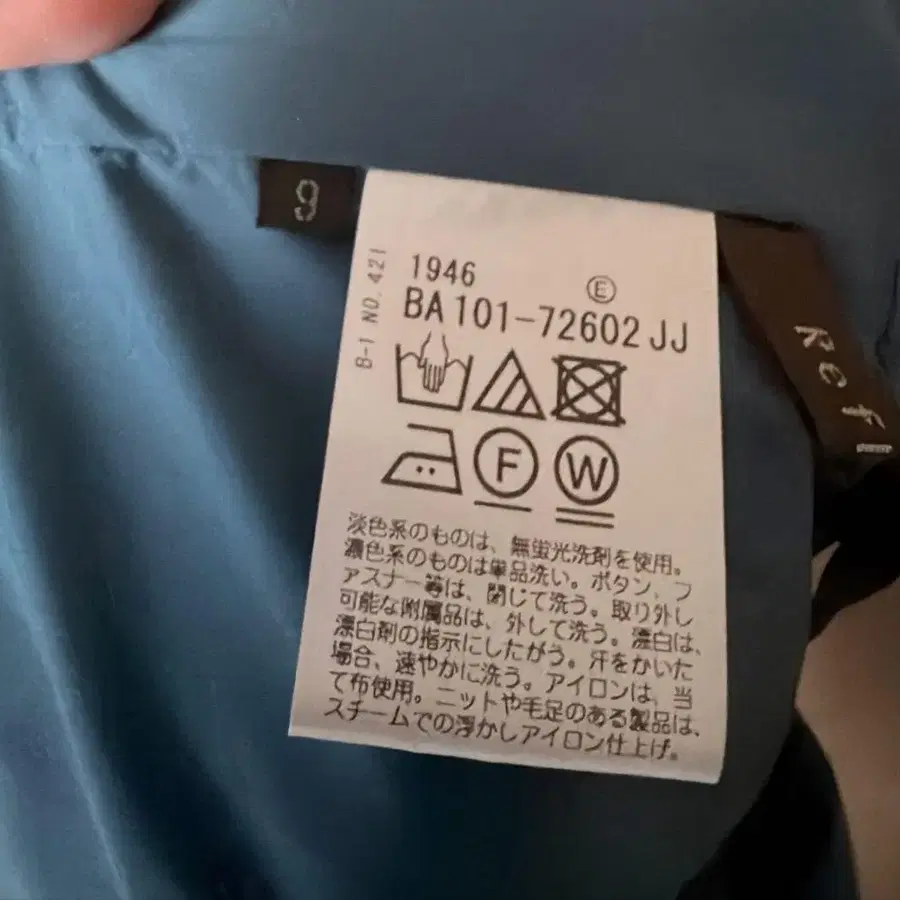 9
B-1 NO.421
1946
E
BA101-72602JJ
F W
淡色系のものは、無蛍光洗剤を使用。
濃色系のものは単品洗い。ボタン、フ
ァスナー等は、閉じて洗う。取り外し
可能な附属品は、外して洗う。漂白は、
漂白剤の指示にしたがう。汗をかいた
場合、速やかに洗う。アイロンは、当
て布使用。ニットや毛足のある製品は、
スチームでの浮かしアイロン仕上げ。